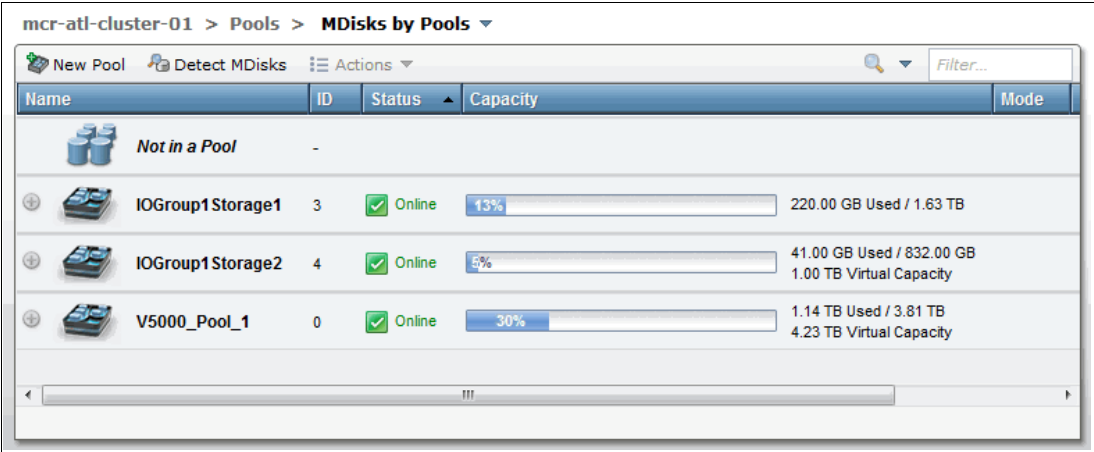 mcr-atl-cluster-01 > Pools > MDisks by Pools
New Pool Detect MDisks Actions Filter...
Name ID Status Capacity Mode
Not in a Pool -
IOGroup1Storage1 3 Online 13% 220.00 GB Used / 1.63 TB
IOGroup1Storage2 4 Online 5% 41.00 GB Used / 832.00 GB
1.00 TB Virtual Capacity
V5000_Pool_1 0 Online 30% 1.14 TB Used / 3.81 TB
4.23 TB Virtual Capacity